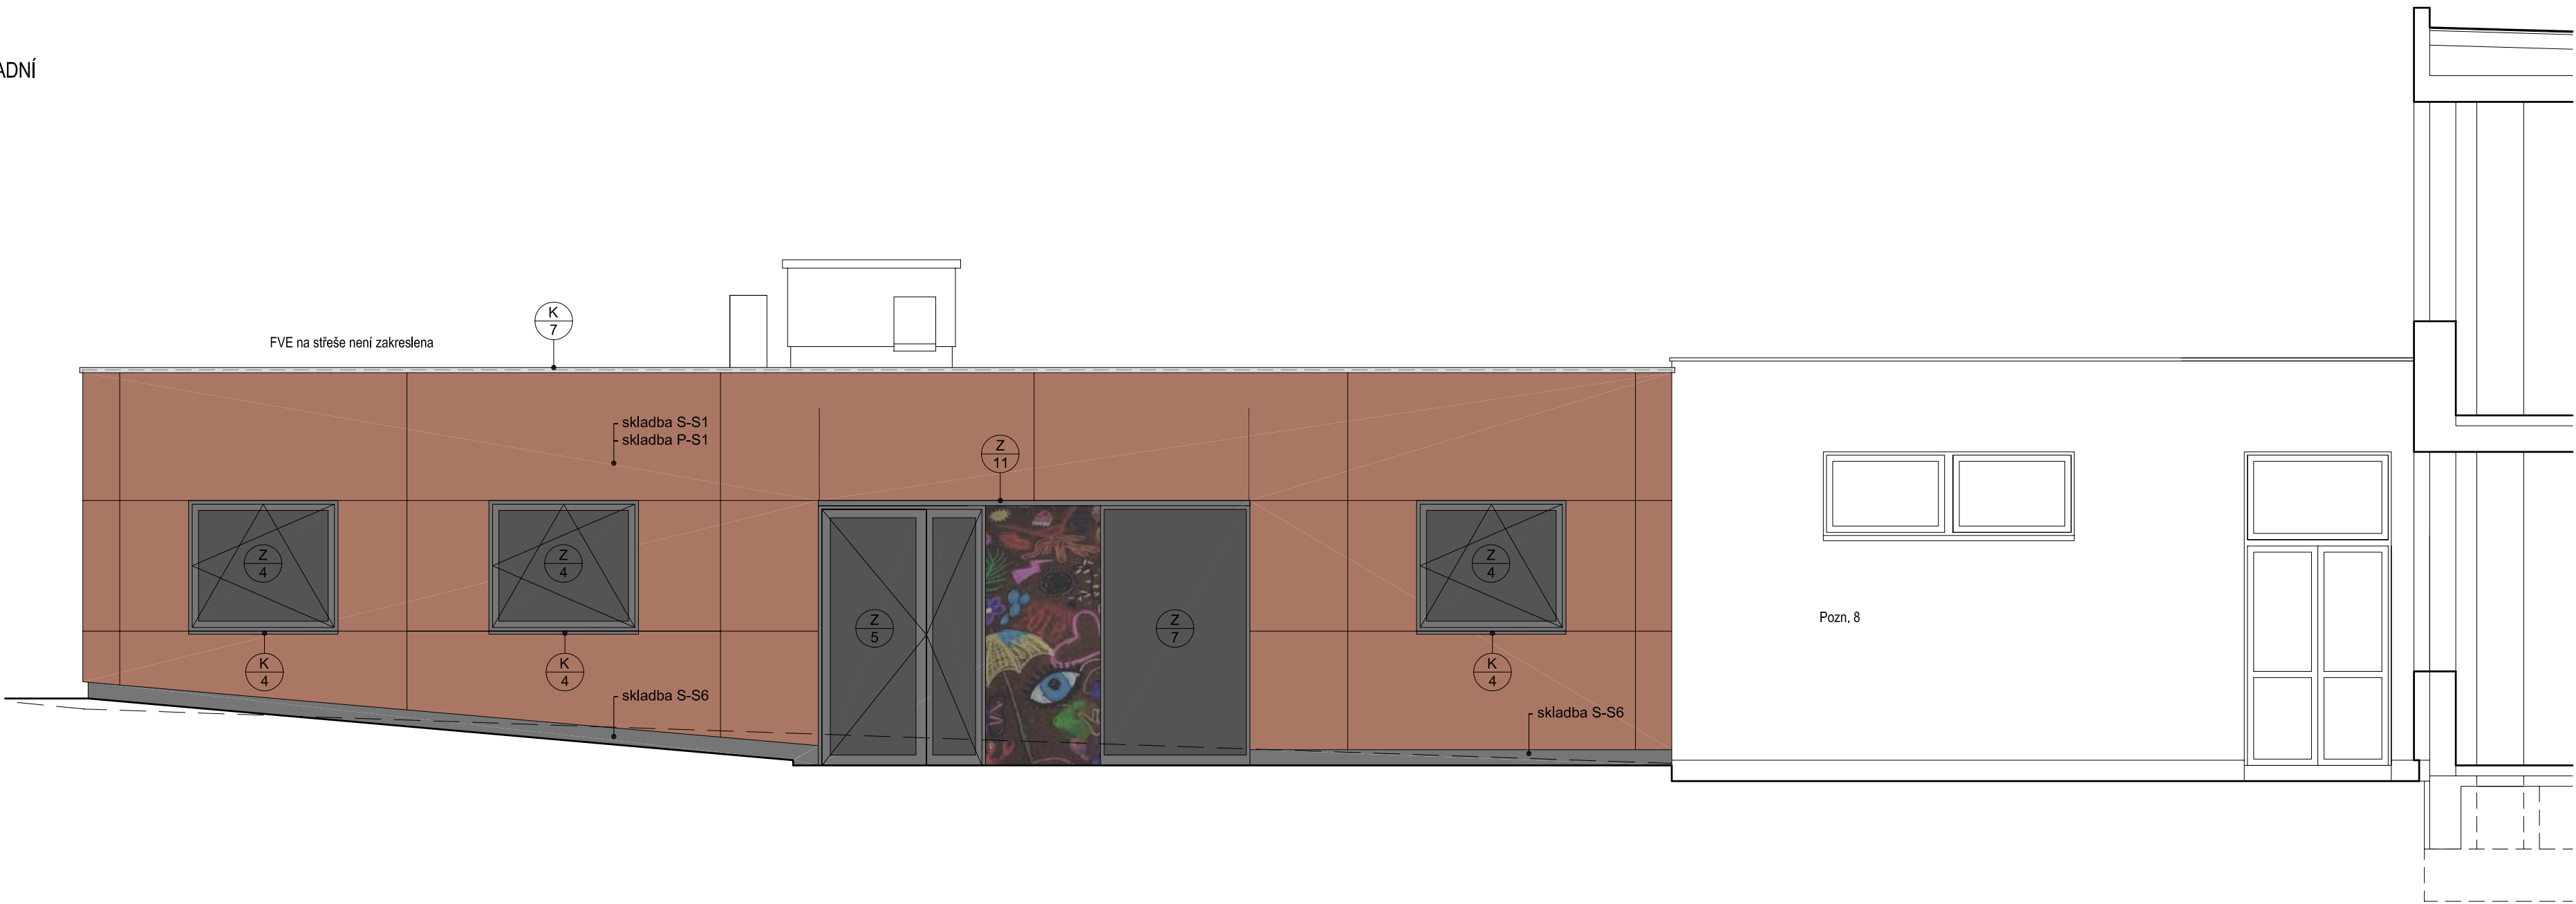 ADNÍ
K
7
FVE na střeše není zakreslena
skladba S-S1
skladba P-S1
Z
11
Z
4
Z
4
Z
4
Z
5
Z
7
Pozn. 8
K
4
K
4
K
4
skladba S-S6
skladba S-S6